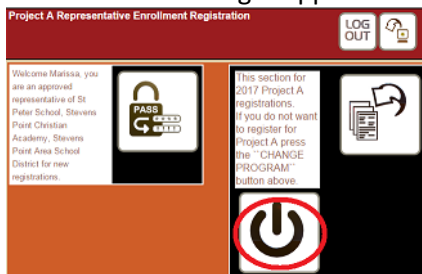 Project A Representative Enrollment Registration
LOG
OUT
Welcome Marissa, you
are an approved
representative of St
Peter School, Stevens
Point Christian
Academy, Stevens
Point Area School
District for new
registrations.
PASS
This section for
2017 Project A
registrations.
If you do not want
to register for
Project A press
the ``CHANGE
PROGRAM``
button above.